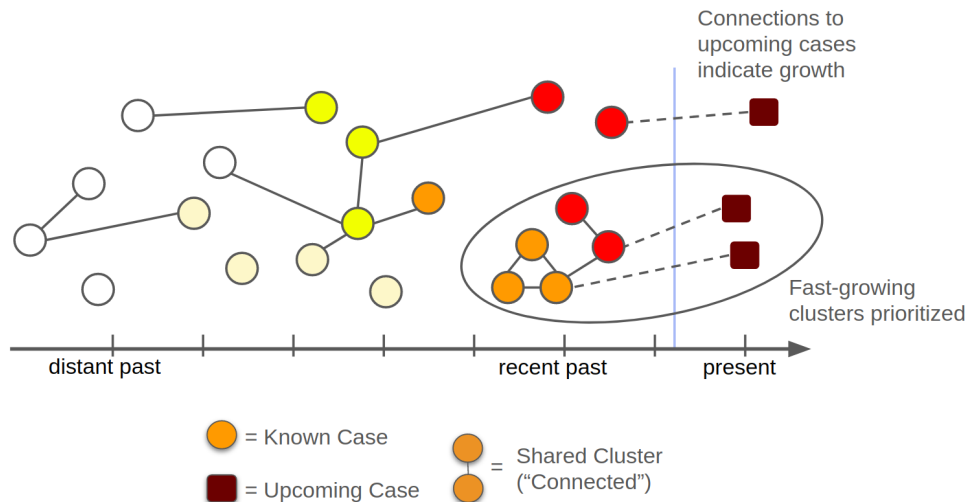 Connections to
upcoming cases
indicate growth
Fast-growing
clusters prioritized
distant past
recent past
present
= Known Case
= Upcoming Case
= Shared Cluster
("Connected")